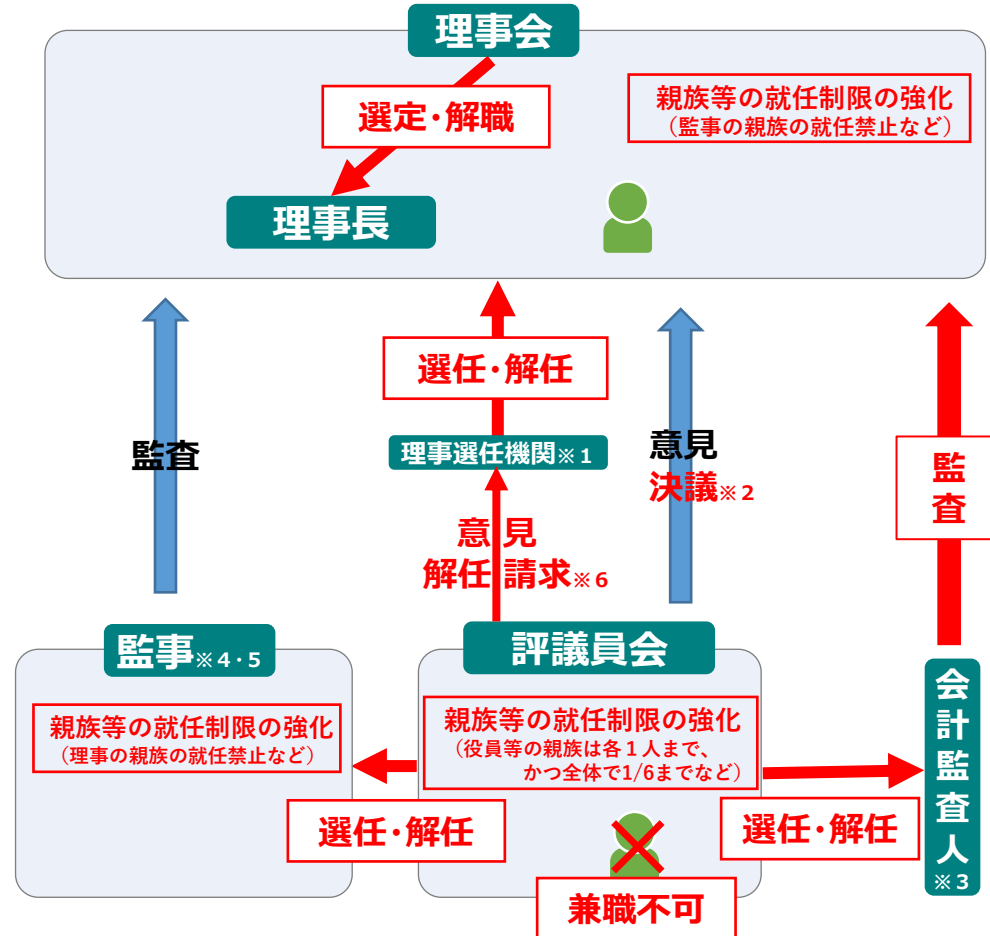 理事会
選定・解職
親族等の就任制限の強化
（監事の親族の就任禁止など）
理事長
選任・解任
監査
理事選任機関※１
意見
決議※２
監査
意見
解任請求※６
監事※４・５
評議員会
会計監査人※３
親族等の就任制限の強化
（理事の親族の就任禁止など）
親族等の就任制限の強化
（役員等の親族は各１人まで、
かつ全体で1/6までなど）
選任・解任
選任・解任
兼職不可